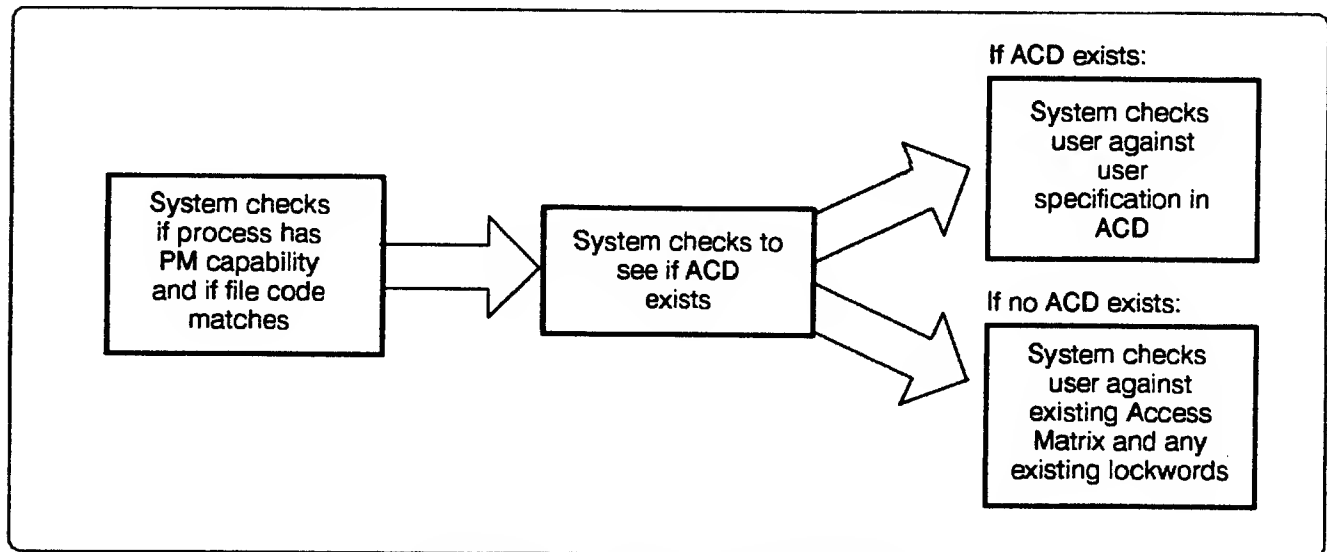 System checks
if process has
PM capability
and if file code
matches
System checks to
see if ACD
exists
If ACD exists:
System checks
user against
user
specification in
ACD
If no ACD exists:
System checks
user against
existing Access
Matrix and any
existing lockwords